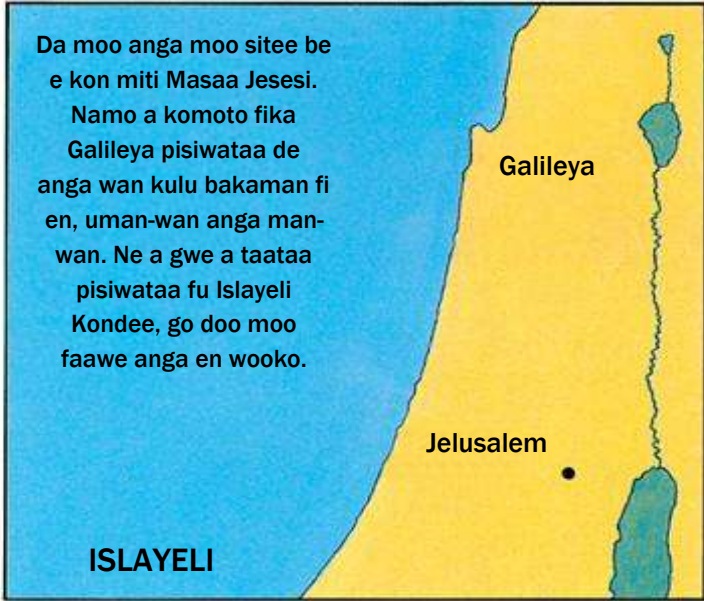 Da moo anga moo sitee be
e kon miti Masaa Jesesi.
Namo a komoto fika
Galileya pisiwataa de
anga wan kulu bakaman fi
en, uman-wan anga man-
wan. Ne a gwe a taataa
pisiwataa fu Islayeli
Kondee, go doo moo
faawe anga en wooko.
Galileya
Jelusalem
ISLAYELI